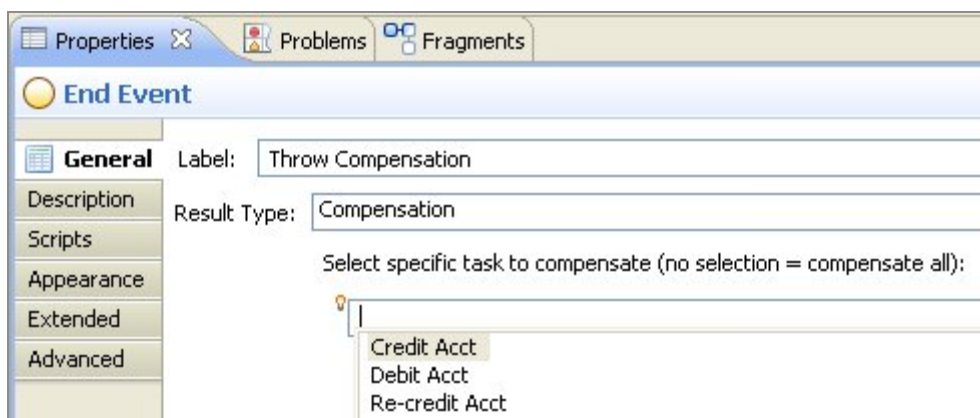 Properties Problems Fragments
End Event
General Label: Throw Compensation
Description
Result Type: Compensation
Scripts
Select specific task to compensate (no selection = compensate all):
Appearance
Extended
Credit Acct
Advanced
Debit Acct
Re-credit Acct